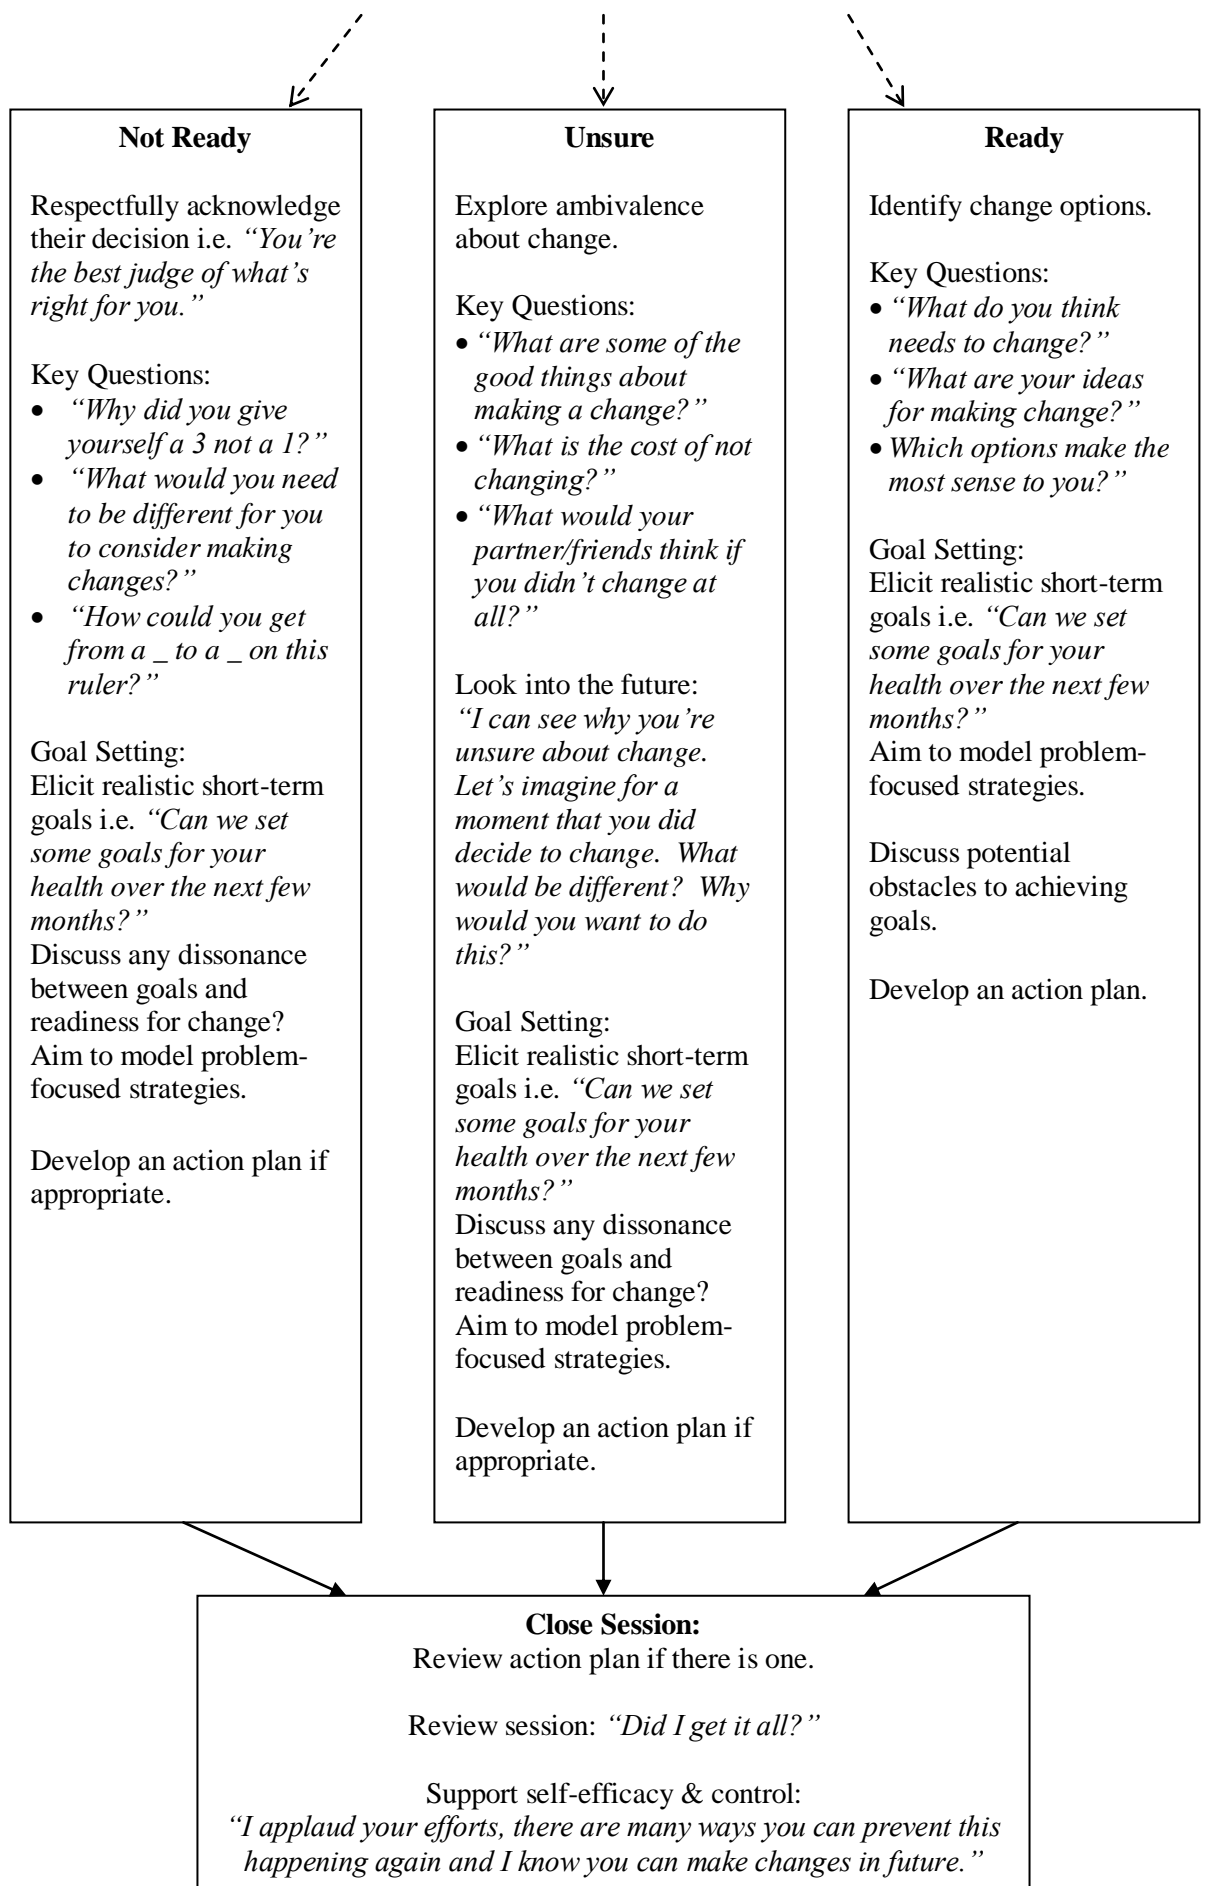 Not Ready
Respectfully acknowledge
their decision i.e. “You’re
the best judge of what’s
right for you.”
Key Questions:
• “Why did you give
yourself a 3 not a 1?”
• “What would you need
to be different for you
to consider making
changes?”
• “How could you get
from a _ to a _ on this
ruler?”
Goal Setting:
Elicit realistic short-term
goals i.e. “Can we set
some goals for your
health over the next few
months?”
Discuss any dissonance
between goals and
readiness for change?
Aim to model problem-
focused strategies.
Develop an action plan if
appropriate.
Unsure
Explore ambivalence
about change.
Key Questions:
• “What are some of the
good things about
making a change?”
• “What is the cost of not
changing?”
• “What would your
partner/friends think if
you didn’t change at
all?”
Look into the future:
“I can see why you’re
unsure about change.
Let’s imagine for a
moment that you did
decide to change.  What
would be different?  Why
would you want to do
this?”
Goal Setting:
Elicit realistic short-term
goals i.e. “Can we set
some goals for your
health over the next few
months?”
Discuss any dissonance
between goals and
readiness for change?
Aim to model problem-
focused strategies.
Develop an action plan if
appropriate.
Ready
Identify change options.
Key Questions:
• “What do you think
needs to change?”
• “What are your ideas
for making change?”
• Which options make the
most sense to you?”
Goal Setting:
Elicit realistic short-term
goals i.e. “Can we set
some goals for your
health over the next few
months?”
Aim to model problem-
focused strategies.
Discuss potential
obstacles to achieving
goals.
Develop an action plan.
Close Session:
Review action plan if there is one.
Review session: “Did I get it all?”
Support self-efficacy & control:
“I applaud your efforts, there are many ways you can prevent this
happening again and I know you can make changes in future.”